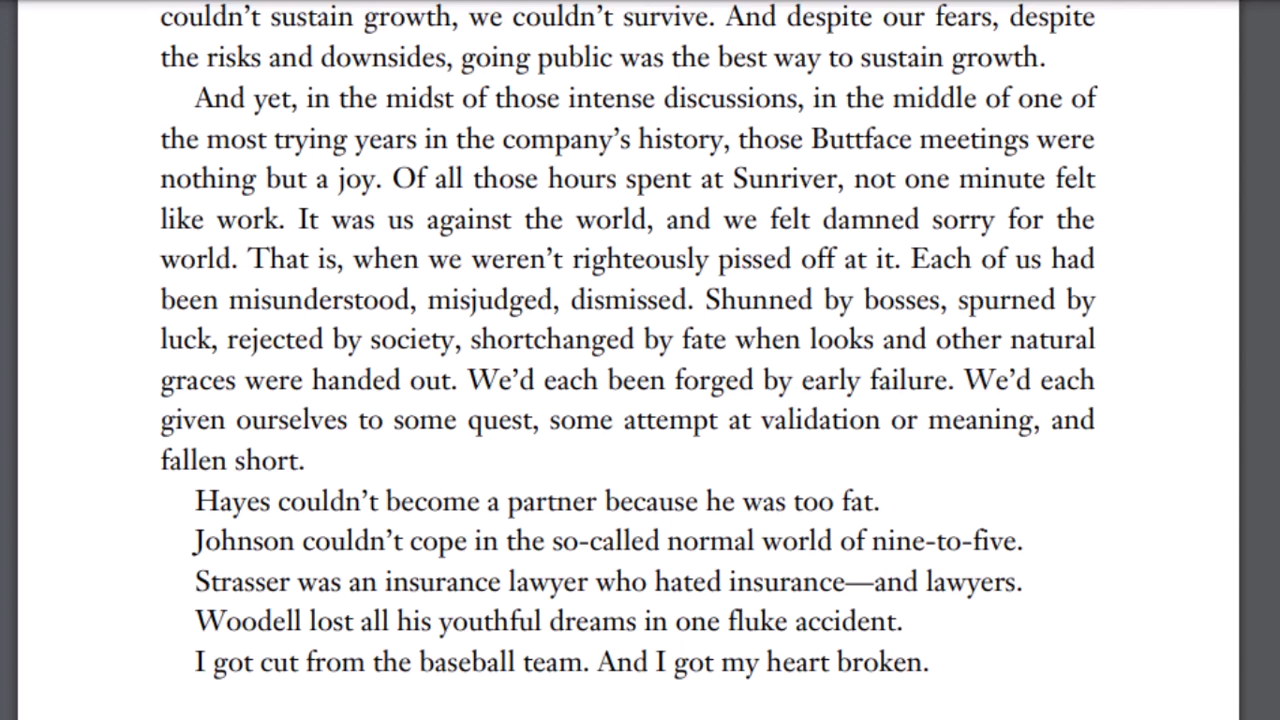 couldn’t sustain growth, we couldn’t survive. And despite our fears, despite
the risks and downsides, going public was the best way to sustain growth.
And yet, in the midst of those intense discussions, in the middle of one of
the most trying years in the company’s history, those Buttface meetings were
nothing but a joy. Of all those hours spent at Sunriver, not one minute felt
like work. It was us against the world, and we felt damned sorry for the
world. That is, when we weren’t righteously pissed off at it. Each of us had
been misunderstood, misjudged, dismissed. Shunned by bosses, spurned by
luck, rejected by society, shortchanged by fate when looks and other natural
graces were handed out. We’d each been forged by early failure. We’d each
given ourselves to some quest, some attempt at validation or meaning, and
fallen short.
Hayes couldn’t become a partner because he was too fat.
Johnson couldn’t cope in the so-called normal world of nine-to-five.
Strasser was an insurance lawyer who hated insurance—and lawyers.
Woodell lost all his youthful dreams in one fluke accident.
I got cut from the baseball team. And I got my heart broken.